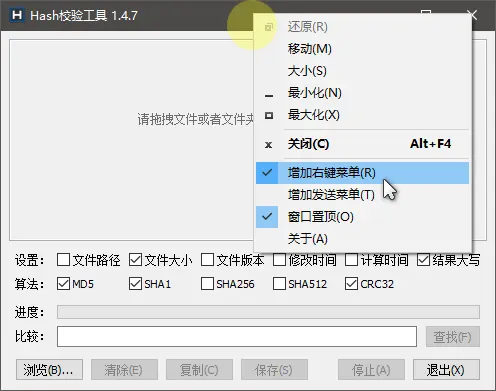 Hash校验工具 1.4.7
还原(R)
移动(M)
大小(S)
最小化(N)
最大化(X)
关闭(C) Alt+F4
增加右键菜单(R)
增加发送菜单(T)
窗口置顶(O)
关于(A)
请拖拽文件或者文件夹
设置： 文件路径 文件大小 文件版本 修改时间 计算时间 结果大写
算法： MD5 SHA1 SHA256 SHA512 CRC32
进度：
比较： 查找(F)
浏览(B)... 清除(E) 复制(C) 保存(S) 停止(A) 退出(X)